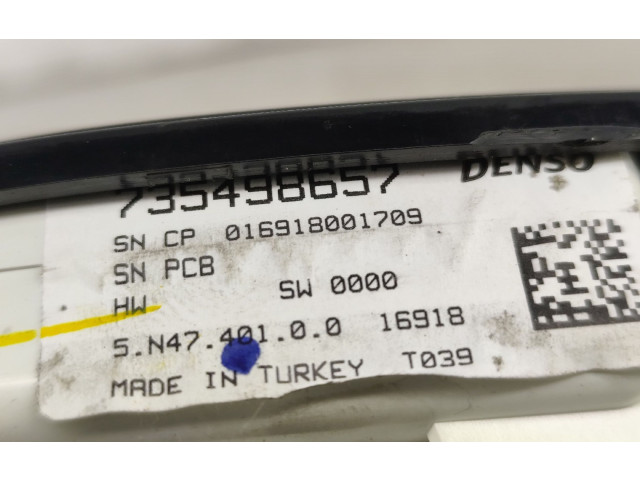 735498657 DENSO
SN CP 016918001709
SN PCB
HW SW 0000
5.N47.401.0.0 16918
MADE IN TURKEY T039